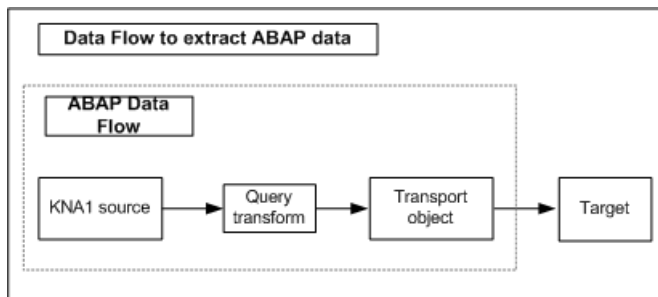 Data Flow to extract ABAP data
ABAP Data
Flow
KNA1 source
Query
transform
Transport
object
Target